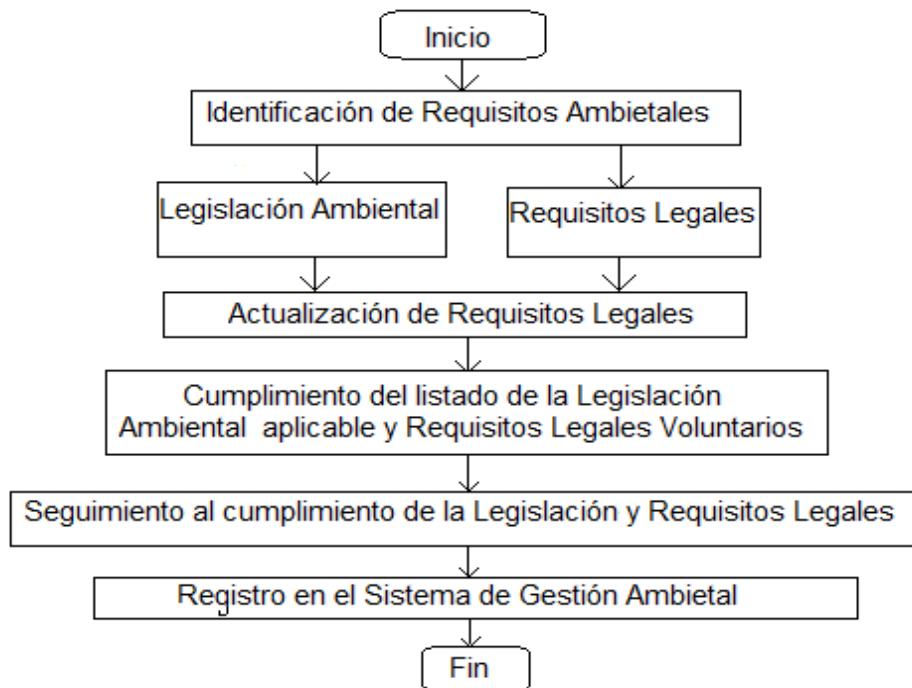 Inicio
Identificación de Requisitos Ambietales
Legislación Ambiental
Requisitos Legales
Actualización de Requisitos Legales
Cumplimiento del listado de la Legislación
Ambiental aplicable y Requisitos Legales Voluntarios
Seguimiento al cumplimiento de la Legislación y Requisitos Legales
Registro en el Sistema de Gestión Ambietal
Fin